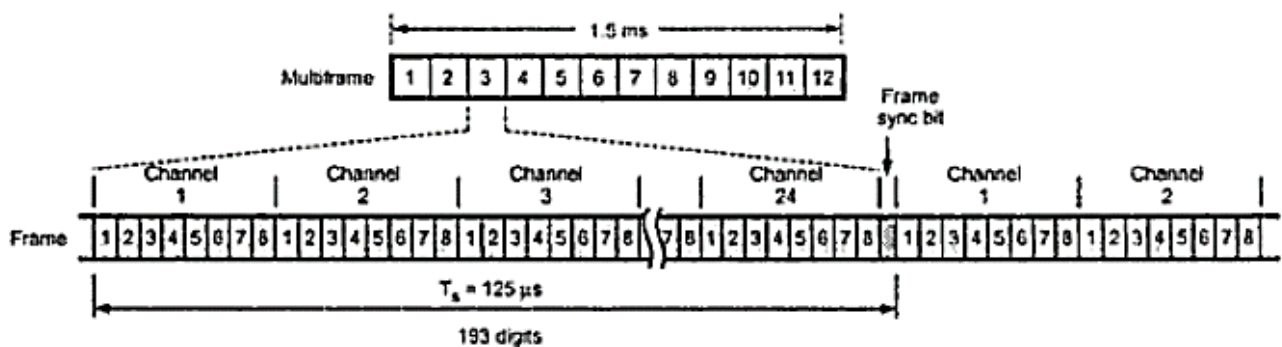 1.5 ms
Multiframe 1 2 3 4 5 6 7 8 9 10 11 12
Frame
sync bit
Channel Channel Channel Channel Channel Channel
1 2 3 24 1 2
Frame 1 2 3 4 5 6 7 8 1 2 3 4 5 6 7 8 1 2 3 4 5 6 7 8 7 8 1 2 3 4 5 6 7 8 1 2 3 4 5 6 7 8 1 2 3 4 5 6 7 8
Ts = 125 µs
193 digits